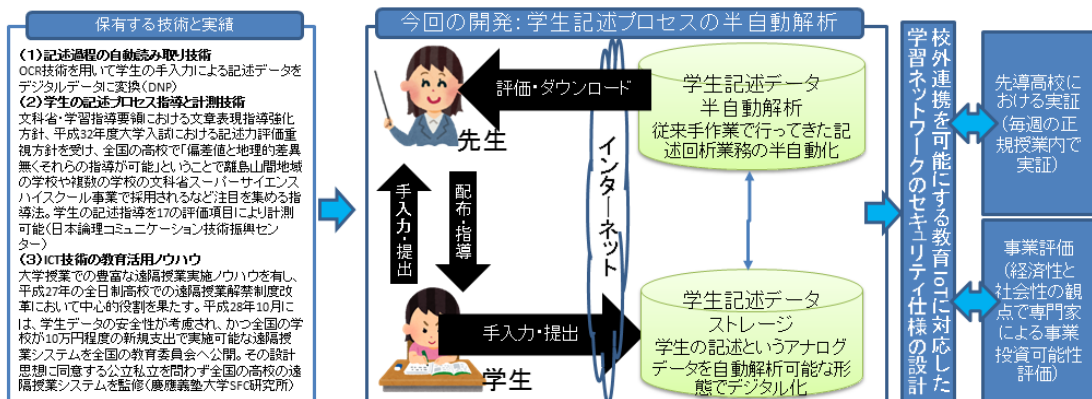 保有する技術と実績
（1）記述過程の自動読み取り技術
OCR技術を用いて学生の手入力による記述データを
デジタルデータに変換（DNP）
（2）学生の記述プロセス指導と計測技術
文科省・学習指導要領における文章表現指導強化
方針、平成32年度大学入試における記述力評価重
視方針を受け、全国の高校で「偏差値と地理的差異
無くそれらの指導が可能」ということで離島山間地域
の学校や複数の学校の文科省スーパーサイエンス
ハイスクール事業で採用されるなど注目を集める指
導法。学生の記述指導を17の評価項目により計測
可能（日本論理コミュニケーション技術振興セン
ター）
（3）ICT技術の教育活用ノウハウ
大学授業での豊富な遠隔授業実施ノウハウを有し、
平成27年の全日制高校での遠隔授業解禁制度改
革において中心的役割を果たす。平成28年10月に
は、学生データの安全性が考慮され、かつ全国の学
校が10万円程度の新規支出で実施可能な遠隔授
業システムを全国の教育委員会へ公開。その設計
思想に同意する公立私立を問わず全国の高校の遠
隔授業システムを監修（慶應義塾大学SFC研究所）
今回の開発：学生記述プロセスの半自動解析
先生
評価・ダウンロード
学生記述データ
半自動解析
従来手作業で行ってきた記
述回析業務の半自動化
手入力・提出
配布・指導
インターネット
学生
手入力・提出
学生記述データ
ストレージ
学生の記述というアナログ
データを自動解析可能な形
態でデジタル化
校外連携を可能にする教育IoTに対応した
学習ネットワークのセキュリティ仕様の設計
先導高校に
おける実証
（毎週の正
規授業内で
実証）
事業評価
（経済性と
社会性の観
点で専門家
による事業
投資可能性
評価）